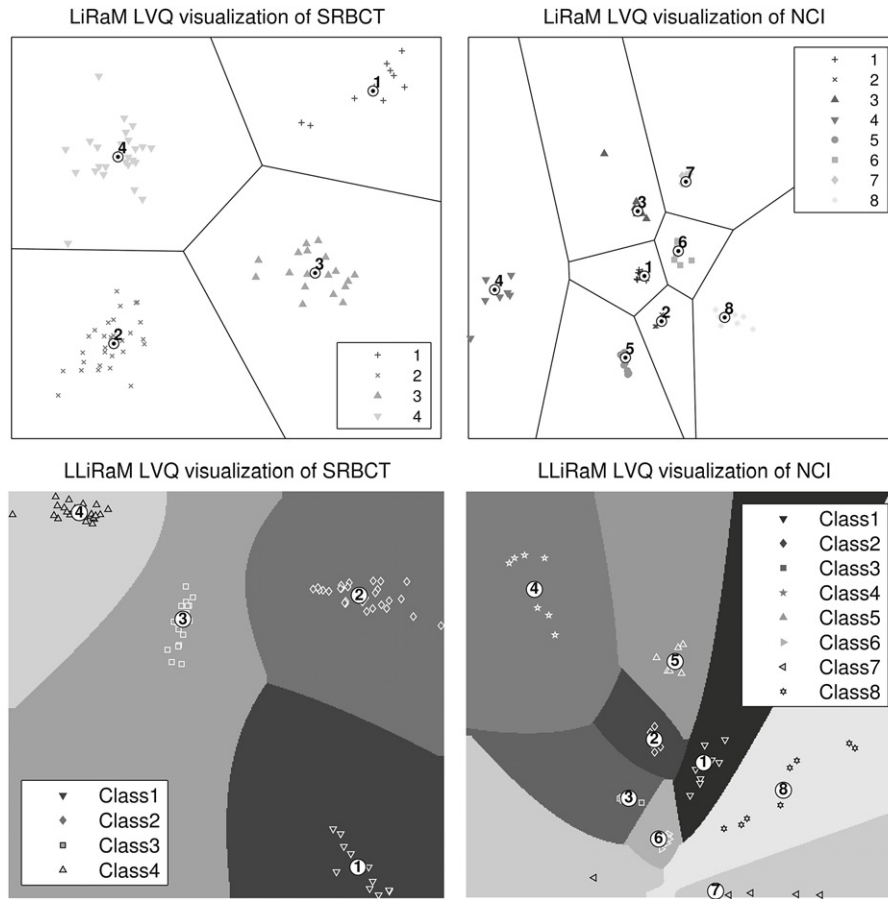 LiRaM LVQ visualization of SRBCT
1
4
3
2
1
2
3
4
LiRaM LVQ visualization of NCI
7
3
6
1
4
2
8
5
1
2
3
4
5
6
7
8
LLiRaM LVQ visualization of SRBCT
4
2
3
1
Class1
Class2
Class3
Class4
LLiRaM LVQ visualization of NCI
4
5
2
1
8
3
6
7
Class1
Class2
Class3
Class4
Class5
Class6
Class7
Class8